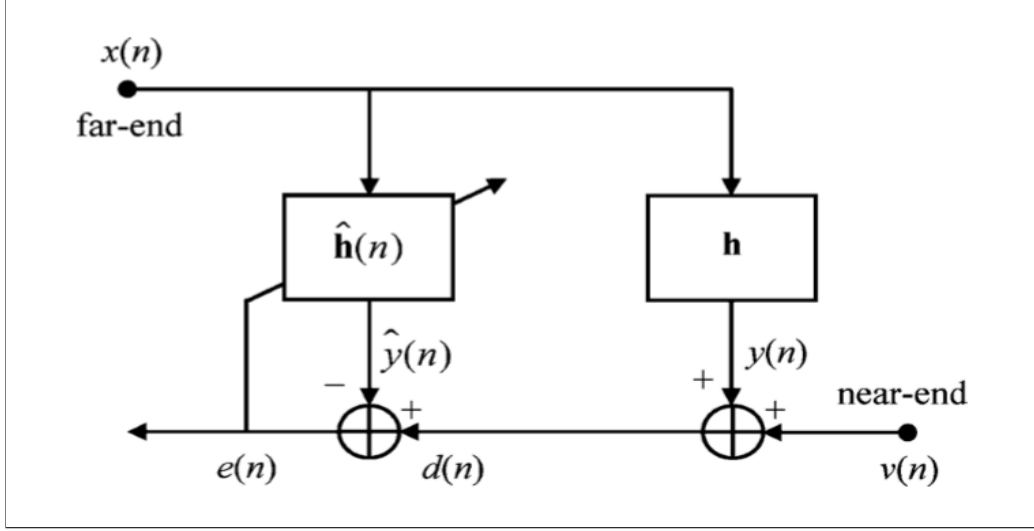 x(n)
far-end
ĥ(n)
h
ŷ(n)
y(n)
−
+
+
+
near-end
e(n)
d(n)
v(n)